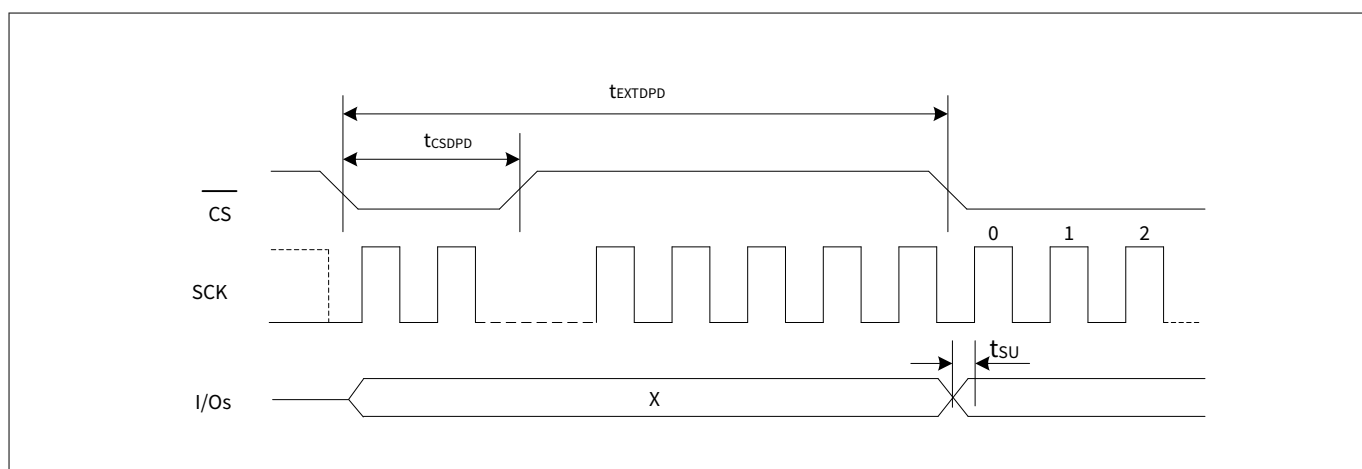 tEXTDPD
tCSDPD
CS
0 1 2
SCK
tSU
I/Os X